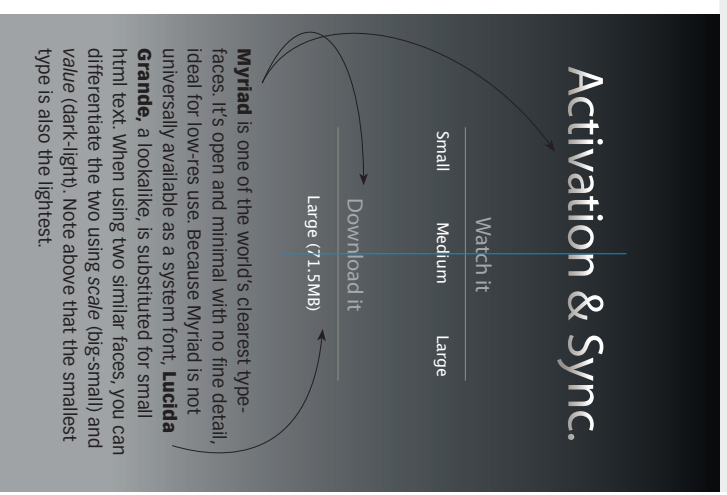 Activation & Sync.
Watch it
Small Medium Large
Download it
Large (71.5MB)
Myriad is one of the world's clearest type-
faces. It's open and minimal with no fine detail,
ideal for low-res use. Because Myriad is not
universally available as a system font, Lucida
Grande, a lookalike, is substituted for small
html text. When using two similar faces, you can
differentiate the two using scale (big-small) and
value (dark-light). Note above that the smallest
type is also the lightest.